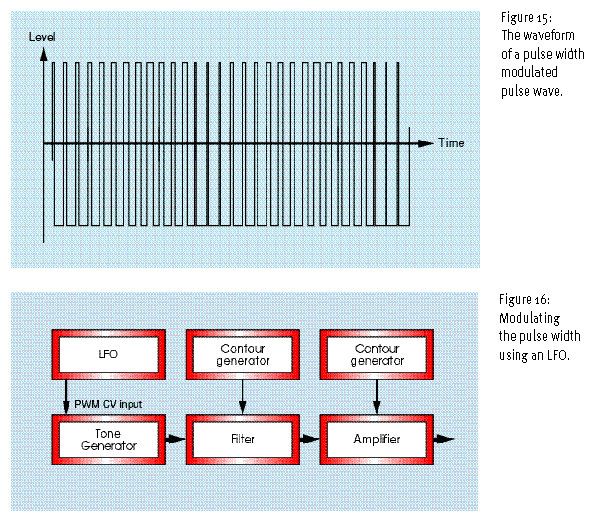 Figure 15:
The waveform
of a pulse width
modulated
pulse wave.
Level
Time
Figure 16:
Modulating
the pulse width
using an LFO.
LFO
Contour
generator
Contour
generator
PWM CV input
Tone
Generator
Filter
Amplifier